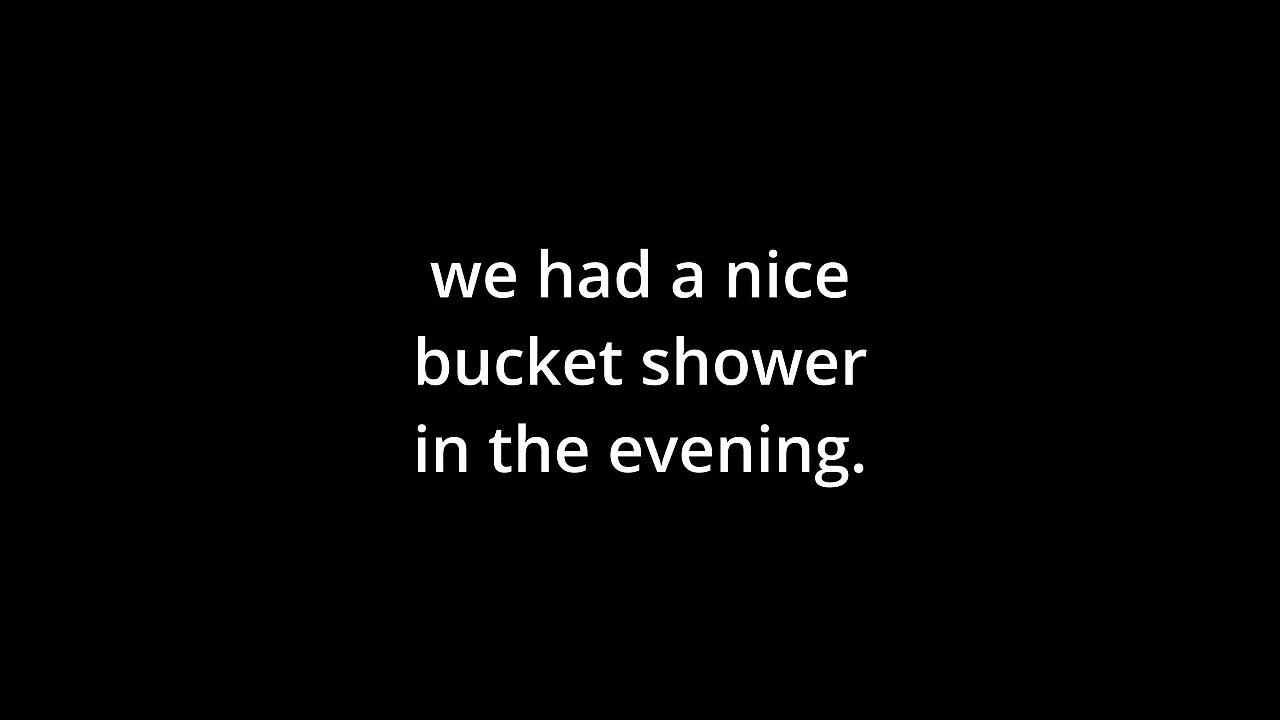 we had a nice
bucket shower
in the evening.